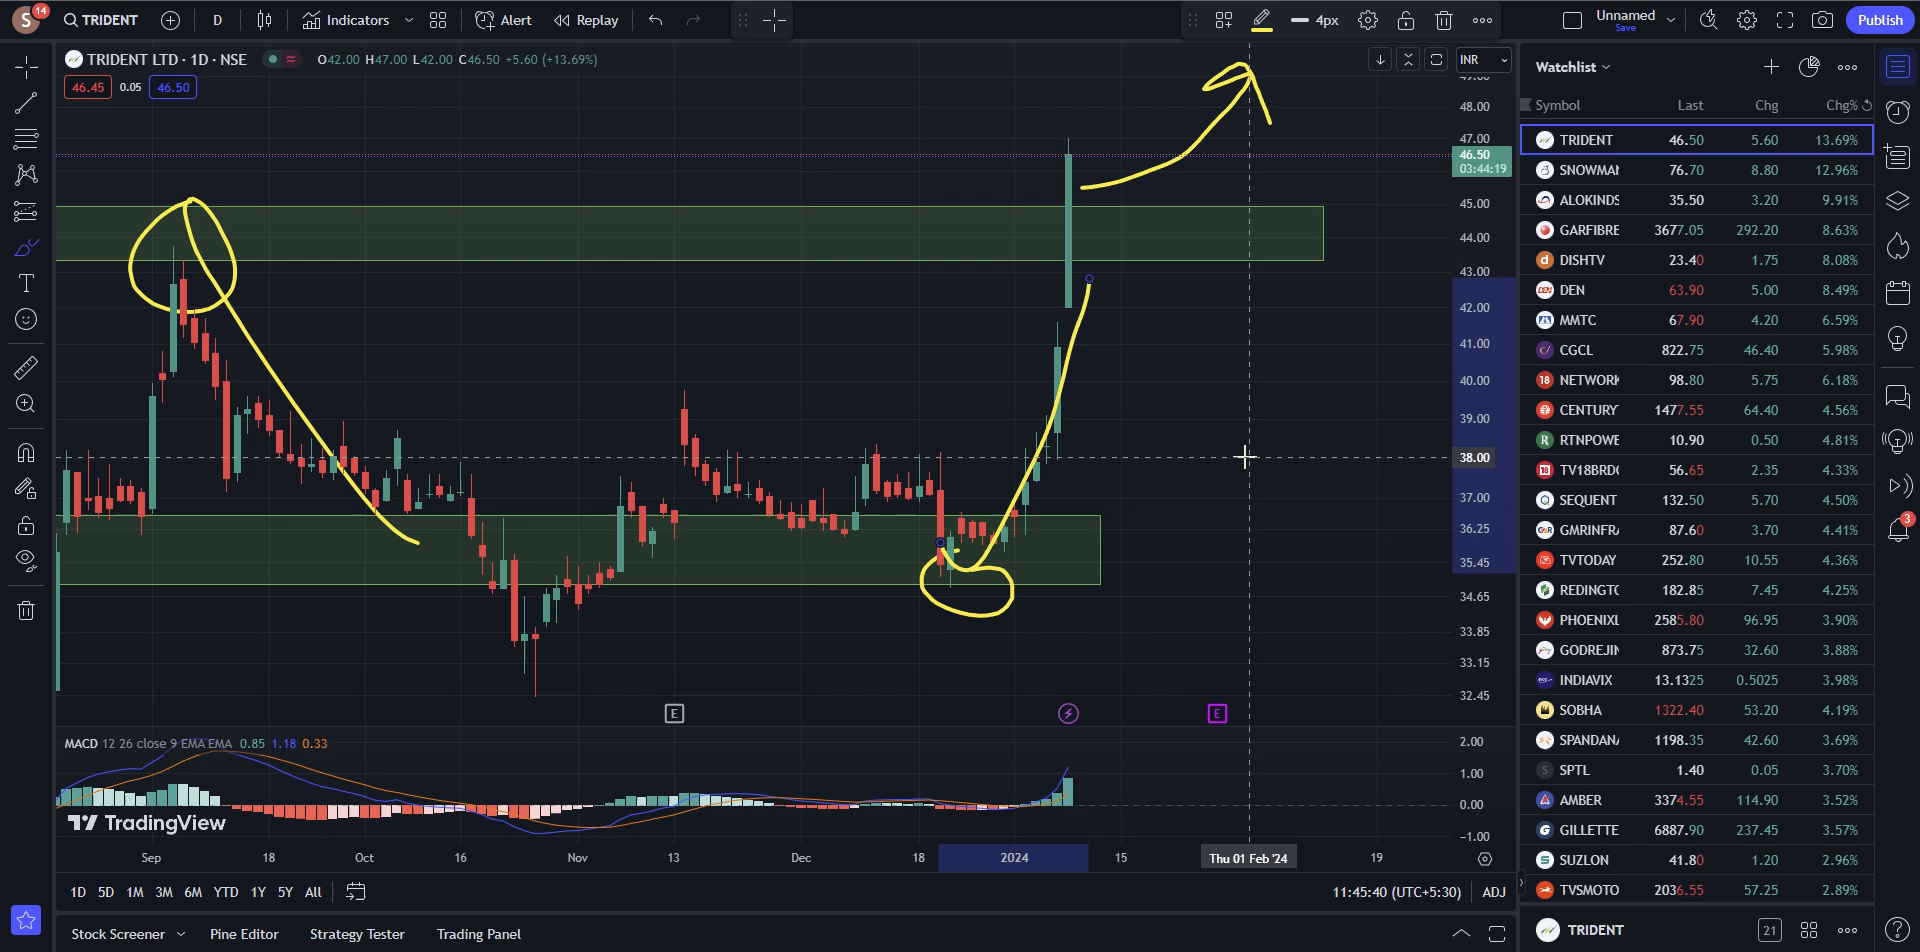 S 14 TRIDENT D Indicators Alert Replay 4px Unnamed Save Publish
TRIDENT LTD · 1D · NSE O42.00 H47.00 L42.00 C46.50 +5.60 (+13.69%) INR
46.45 0.05 46.50
48.00
47.00
46.50
03:44:19
45.00
44.00
43.00
42.00
41.00
40.00
39.00
38.00
37.00
36.25
35.45
34.65
33.85
33.15
32.45
E E
MACD 12 26 close 9 EMA EMA 0.85 1.18 0.33
2.00
1.00
0.00
−1.00
TradingView
Sep 18 Oct 16 Nov 13 Dec 18 2024 15 Thu 01 Feb '24 19
1D 5D 1M 3M 6M YTD 1Y 5Y All 11:45:40 (UTC+5:30) ADJ
Stock Screener Pine Editor Strategy Tester Trading Panel
Watchlist
Symbol Last Chg Chg%
TRIDENT 46.50 5.60 13.69%
SNOWMAN 76.70 8.80 12.96%
ALOKINDS 35.50 3.20 9.91%
GARFIBRE 3677.05 292.20 8.63%
DISHTV 23.40 1.75 8.08%
DEN 63.90 5.00 8.49%
MMTC 67.90 4.20 6.59%
CGCL 822.75 46.40 5.98%
NETWORK 98.80 5.75 6.18%
CENTURY 1477.55 64.40 4.56%
RTNPOWE 10.90 0.50 4.81%
TV18BRD 56.65 2.35 4.33%
SEQUENT 132.50 5.70 4.50%
GMRINFRA 87.60 3.70 4.41%
TVTODAY 252.80 10.55 4.36%
REDINGTO 182.85 7.45 4.25%
PHOENIXL 2585.80 96.95 3.90%
GODREJIN 873.75 32.60 3.88%
INDIAVIX 13.1325 0.5025 3.98%
SOBHA 1322.40 53.20 4.19%
SPANDANA 1198.35 42.60 3.69%
SPTL 1.40 0.05 3.70%
AMBER 3374.55 114.90 3.52%
GILLETTE 6887.90 237.45 3.57%
SUZLON 41.80 1.20 2.96%
TVSMOTO 2036.55 57.25 2.89%
TRIDENT 21
3